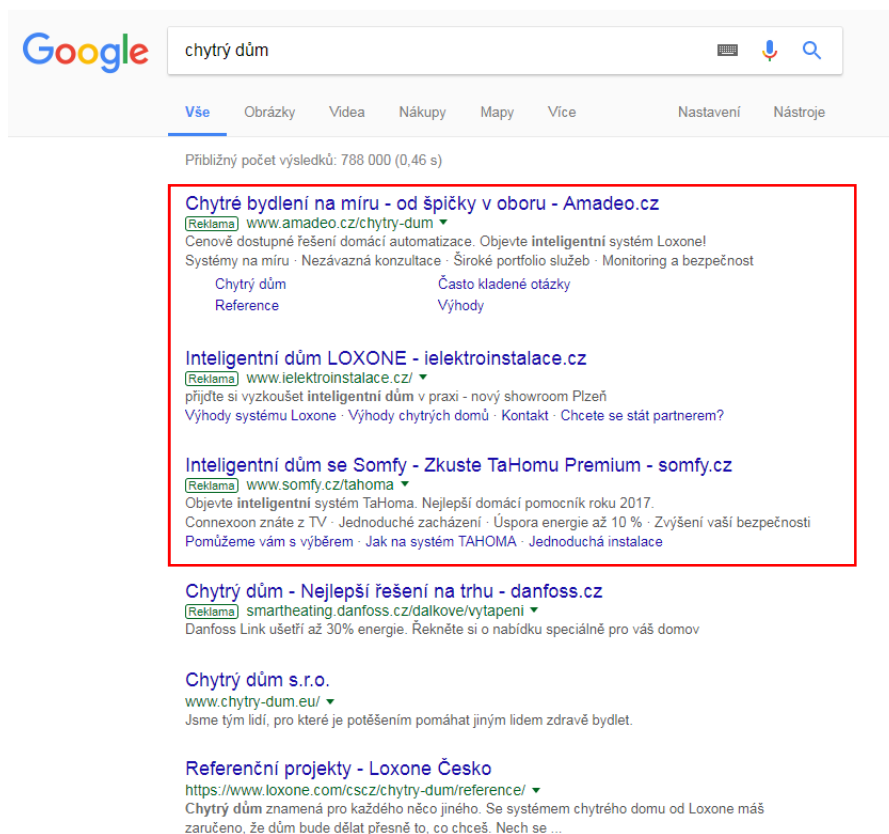 Google
chytrý dům
Vše Obrázky Videa Nákupy Mapy Více Nastavení Nástroje
Přibližný počet výsledků: 788 000 (0,46 s)
Chytré bydlení na míru - od špičky v oboru - Amadeo.cz
Reklama www.amadeo.cz/chytry-dum
Cenově dostupné řešení domácí automatizace. Objevte inteligentní systém Loxone!
Systémy na míru · Nezávazná konzultace · Široké portfolio služeb · Monitoring a bezpečnost
Chytrý dům Často kladené otázky
Reference Výhody
Inteligentní dům LOXONE - ielektroinstalace.cz
Reklama www.ielektroinstalace.cz/
přijďte si vyzkoušet inteligentní dům v praxi - nový showroom Plzeň
Výhody systému Loxone · Výhody chytrých domů · Kontakt · Chcete se stát partnerem?
Inteligentní dům se Somfy - Zkuste TaHomu Premium - somfy.cz
Reklama www.somfy.cz/tahoma
Objevte inteligentní systém TaHoma. Nejlepší domácí pomocník roku 2017.
Connexoon znáte z TV · Jednoduché zacházení · Úspora energie až 10 % · Zvýšení vaší bezpečnosti
Pomůžeme vám s výběrem · Jak na systém TAHOMA · Jednoduchá instalace
Chytrý dům - Nejlepší řešení na trhu - danfoss.cz
Reklama smartheating.danfoss.cz/dalkove/vytapeni
Danfoss Link ušetří až 30% energie. Řekněte si o nabídku speciálně pro váš domov
Chytrý dům s.r.o.
www.chytry-dum.eu/
Jsme tým lidí, pro které je potěšením pomáhat jiným lidem zdravě bydlet.
Referenční projekty - Loxone Česko
https://www.loxone.com/cscz/chytry-dum/reference/
Chytrý dům znamená pro každého něco jiného. Se systémem chytrého domu od Loxone máš
zaručeno, že dům bude dělat přesně to, co chceš. Nech se ...